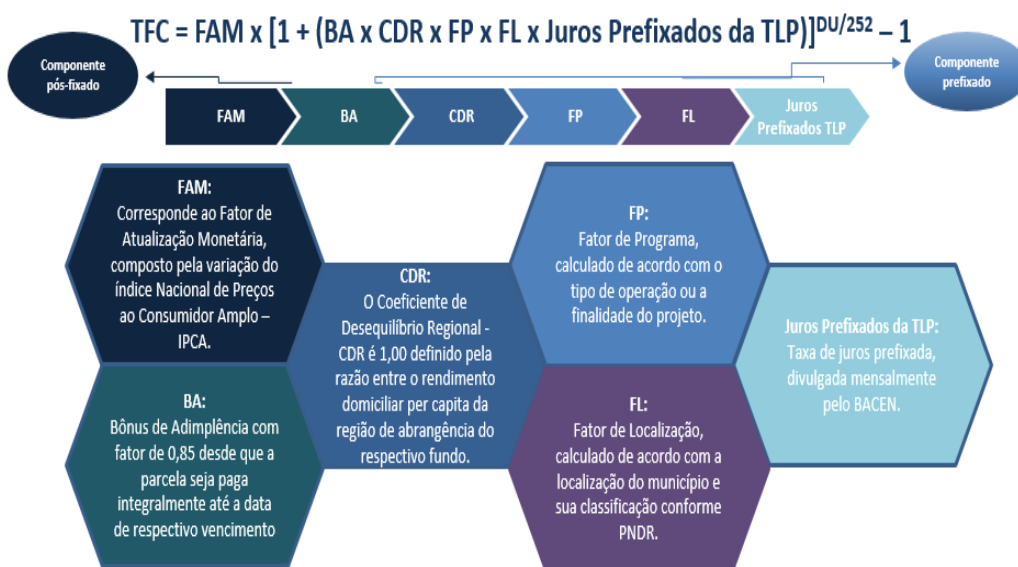 TFC = FAM x [1 + (BA x CDR x FP x FL x Juros Prefixados da TLP)]^DU/252 – 1
Componente
pós-fixado
Componente
prefixado
FAM
BA
CDR
FP
FL
Juros
Prefixados TLP
FAM:
Corresponde ao Fator de
Atualização Monetária,
composto pela variação do
índice Nacional de Preços
ao Consumidor Amplo –
IPCA.
BA:
Bônus de Adimplência com
fator de 0,85 desde que a
parcela seja paga
integralmente até a data
de respectivo vencimento
CDR:
O Coeficiente de
Desequilíbrio Regional -
CDR é 1,00 definido pela
razão entre o rendimento
domiciliar per capita da
região de abrangência do
respectivo fundo.
FP:
Fator de Programa,
calculado de acordo com o
tipo de operação ou a
finalidade do projeto.
FL:
Fator de Localização,
calculado de acordo com a
localização do município e
sua classificação conforme
PNDR.
Juros Prefixados da TLP:
Taxa de juros prefixada,
divulgada mensalmente
pelo BACEN.